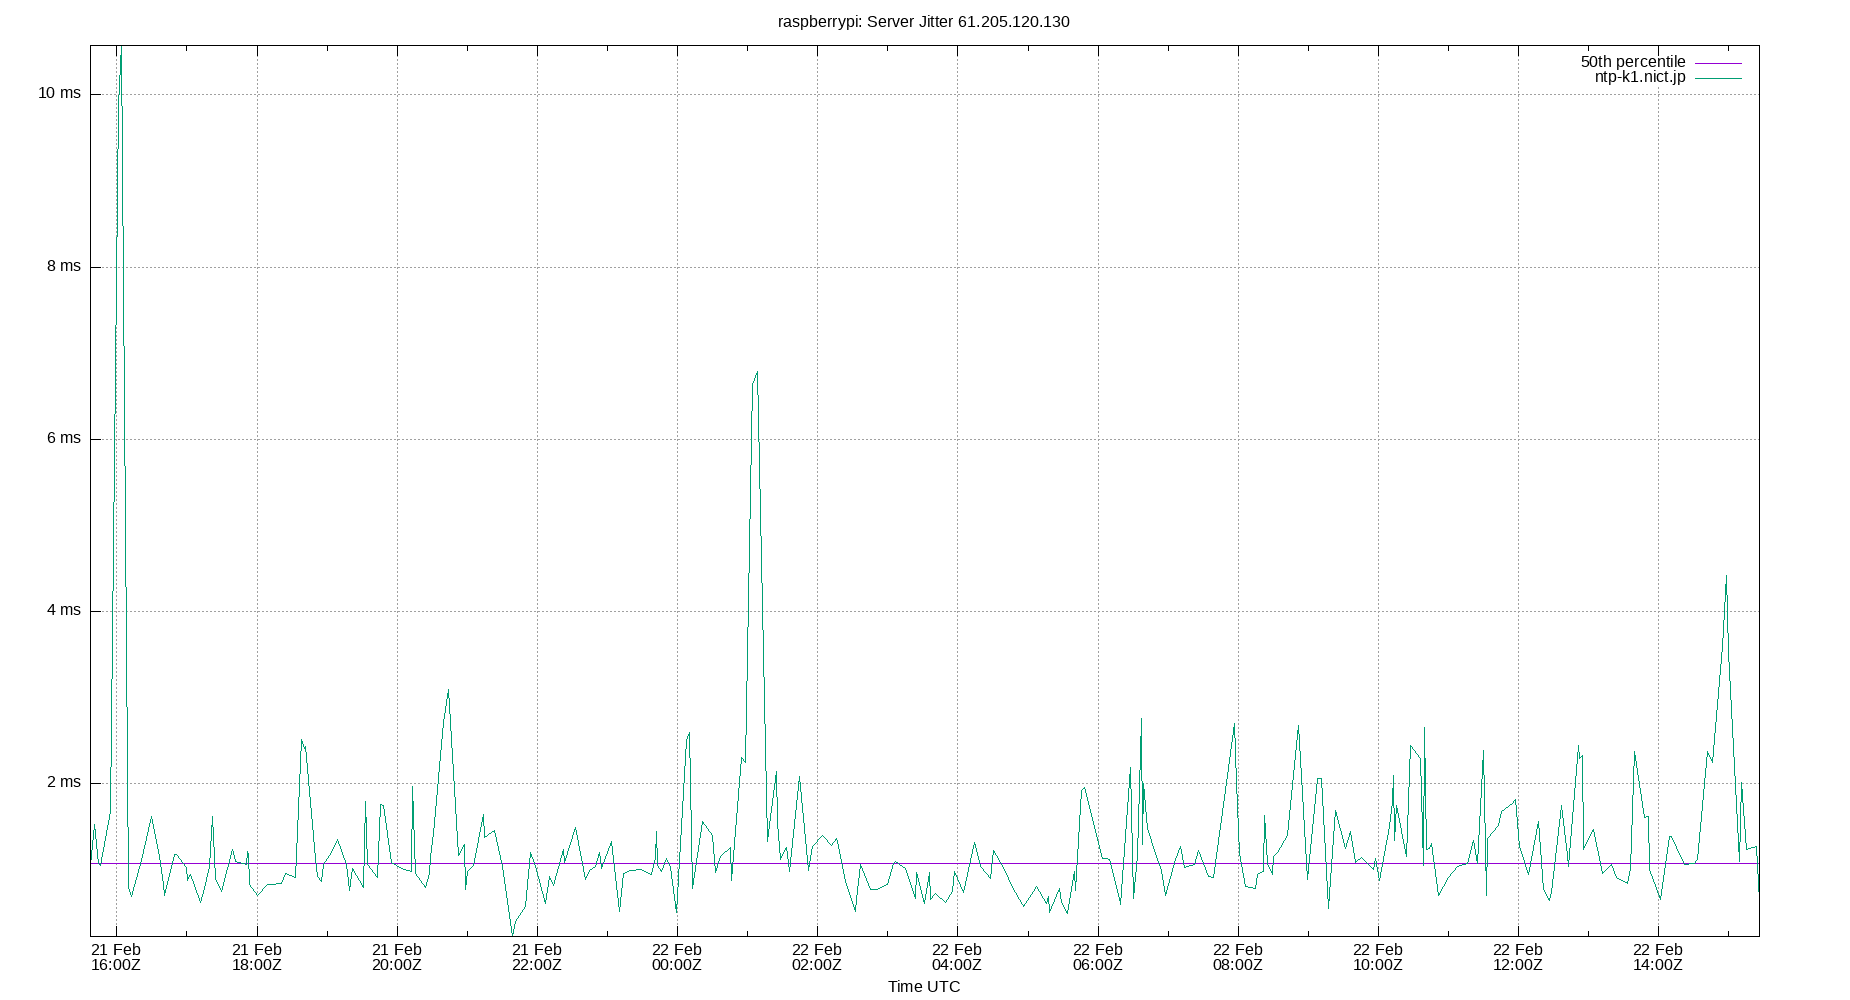 raspberrypi: Server Jitter 61.205.120.130
50th percentile
ntp-k1.nict.jp
10 ms
8 ms
6 ms
4 ms
2 ms
21 Feb 21 Feb 21 Feb 21 Feb 22 Feb 22 Feb 22 Feb 22 Feb 22 Feb 22 Feb 22 Feb 22 Feb
16:00Z 18:00Z 20:00Z 22:00Z 00:00Z 02:00Z 04:00Z 06:00Z 08:00Z 10:00Z 12:00Z 14:00Z
Time UTC